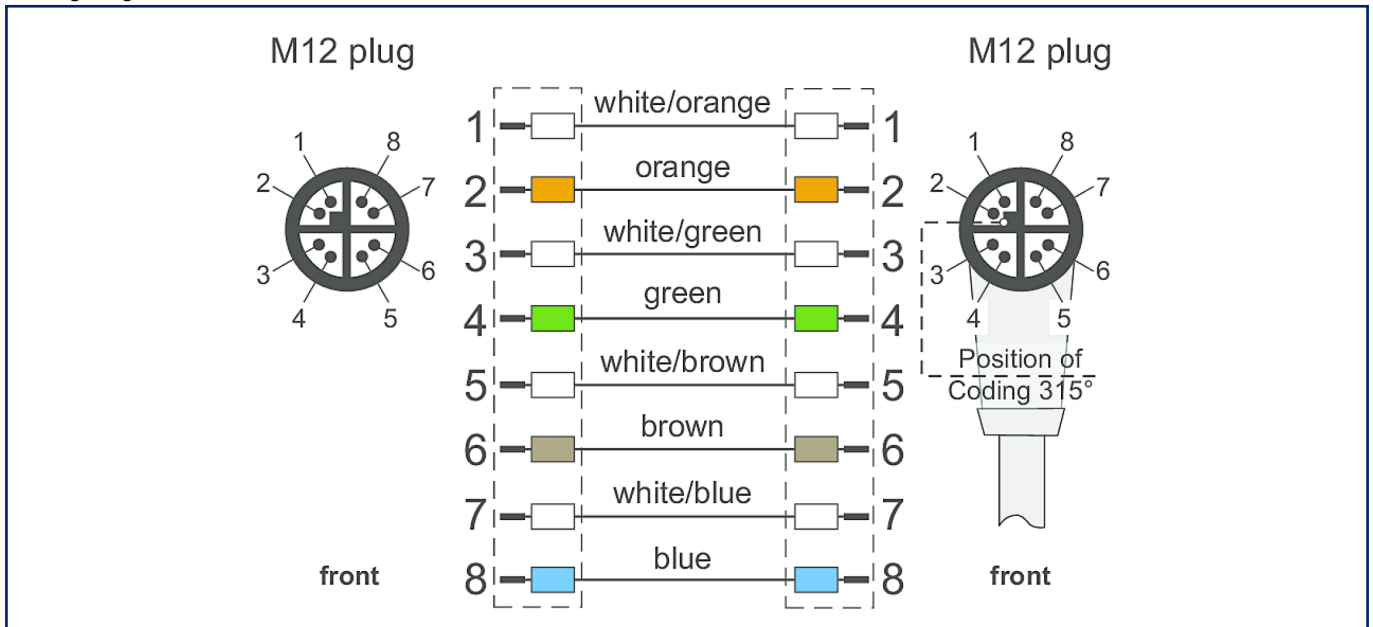 M12 plug
M12 plug
1 white/orange 1
2 orange 2
3 white/green 3
4 green 4
5 white/brown 5
6 brown 6
7 white/blue 7
8 blue 8
1 8
2 7
3 6
4 5
front
1 8
2 7
3 6
4 5
Position of
Coding 315°
front